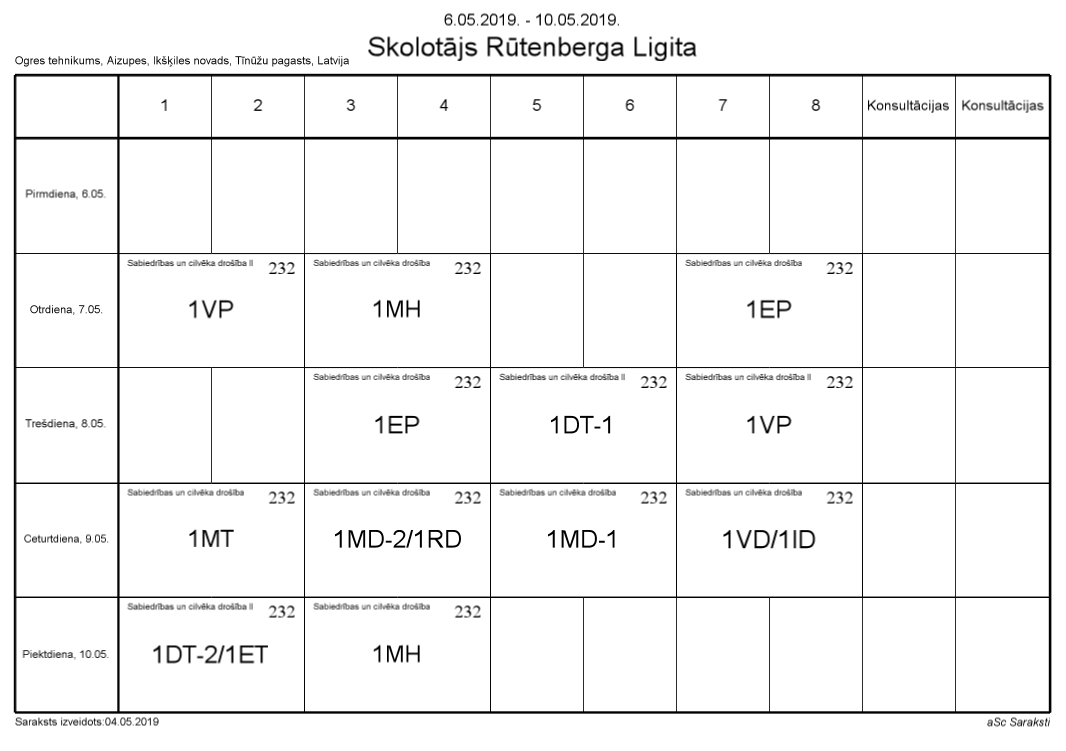 6.05.2019. - 10.05.2019.
Skolotājs Rūtenberga Ligita
Ogres tehnikums, Aizupes, Ikšķiles novads, Tīnūžu pagasts, Latvija
1 2 3 4 5 6 7 8 Konsultācijas Konsultācijas
Pirmdiena, 6.05.
Sabiedrības un cilvēka drošība II 232 Sabiedrības un cilvēka drošība 232 Sabiedrības un cilvēka drošība 232
Otrdiena, 7.05. 1VP 1MH 1EP
Sabiedrības un cilvēka drošība 232 Sabiedrības un cilvēka drošība II 232 Sabiedrības un cilvēka drošība II 232
Trešdiena, 8.05. 1EP 1DT-1 1VP
Sabiedrības un cilvēka drošība 232 Sabiedrības un cilvēka drošība 232 Sabiedrības un cilvēka drošība 232 Sabiedrības un cilvēka drošība 232
Ceturtdiena, 9.05. 1MT 1MD-2/1RD 1MD-1 1VD/1ID
Sabiedrības un cilvēka drošība II 232 Sabiedrības un cilvēka drošība 232
Piektdiena, 10.05. 1DT-2/1ET 1MH
Saraksts izveidots:04.05.2019 aSc Saraksti